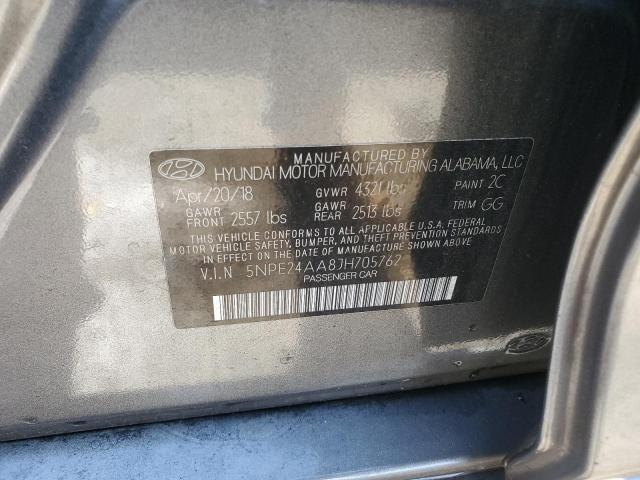 MANUFACTURED BY
HYUNDAI MOTOR MANUFACTURING ALABAMA, LLC
Apr/20/18 GVWR 4321 lbs PAINT 2C
GAWR FRONT 2557 lbs GAWR REAR 2513 lbs TRIM GG
THIS VEHICLE CONFORMS TO ALL APPLICABLE U.S. FEDERAL
MOTOR VEHICLE SAFETY, BUMPER, AND THEFT PREVENTION STANDARDS
IN EFFECT ON THE DATE OF MANUFACTURE SHOWN ABOVE.
V.I.N 5NPE24AA8JH705762
PASSENGER CAR